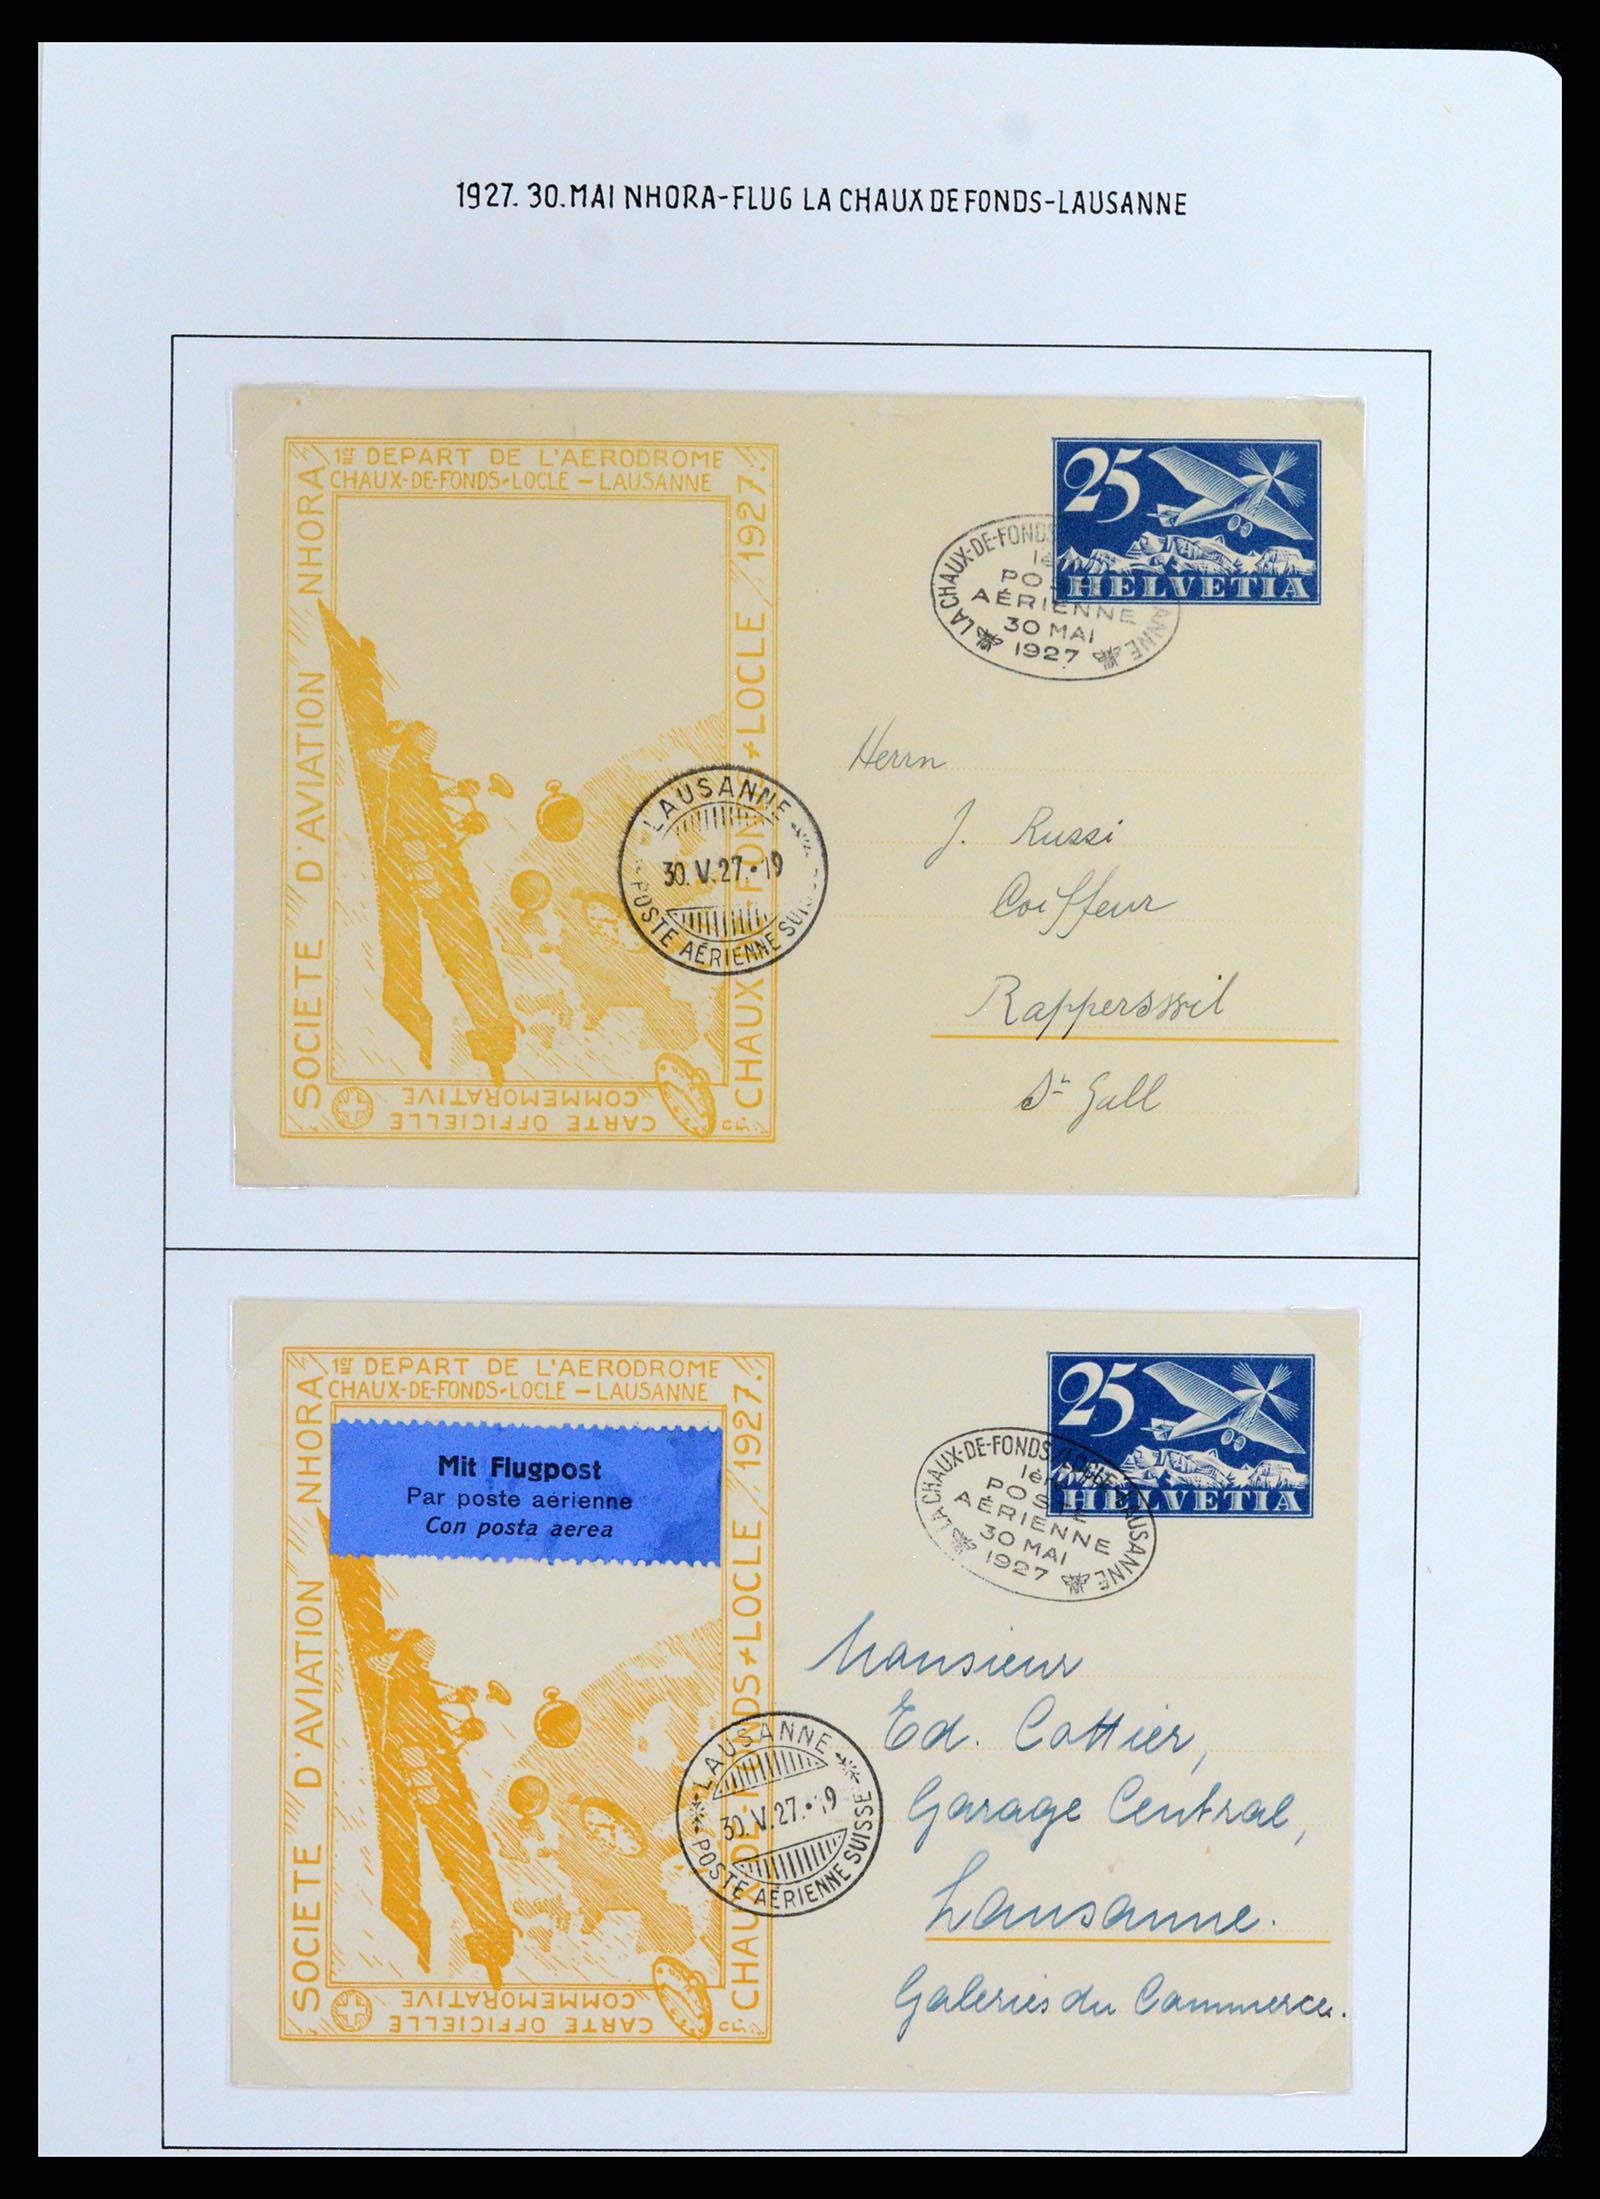 1927. 30. MAI NHORA-FLUG LA CHAUX DE FONDS-LAUSANNE
1er DEPART DE L'AERODROME
CHAUX-DE-FONDS-LOCLE – LAUSANNE
SOCIETE D'AVIATION NHORA
CHAUX FONDS LOCLE 1927.
CARTE OFFICIELLE
COMMEMORATIVE
25
HELVETIA
LA CHAUX-DE-FONDS
POS
AÉRIENNE
30 MAI
1927
LAUSANNE
30.V.27.•19
POSTE AÉRIENNE SUISSE
Herrn
J. Russi
Coiffeur
Rapperswil
St Gall
1er DEPART DE L'AERODROME
CHAUX-DE-FONDS-LOCLE – LAUSANNE
SOCIETE D'AVIATION NHORA
CHAUX-DE-FONDS LOCLE 1927.
CARTE OFFICIELLE
COMMEMORATIVE
Mit Flugpost
Par poste aérienne
Con posta aerea
25
HELVETIA
LA CHAUX-DE-FONDS/LOCLE-LAUSANNE
1ère
POSTE
AÉRIENNE
30 MAI
1927
LAUSANNE
30.V.27.•19
POSTE AÉRIENNE SUISSE
Monsieur
Ed. Cottier,
Garage Central,
Lausanne.
Galeries du Commerce.